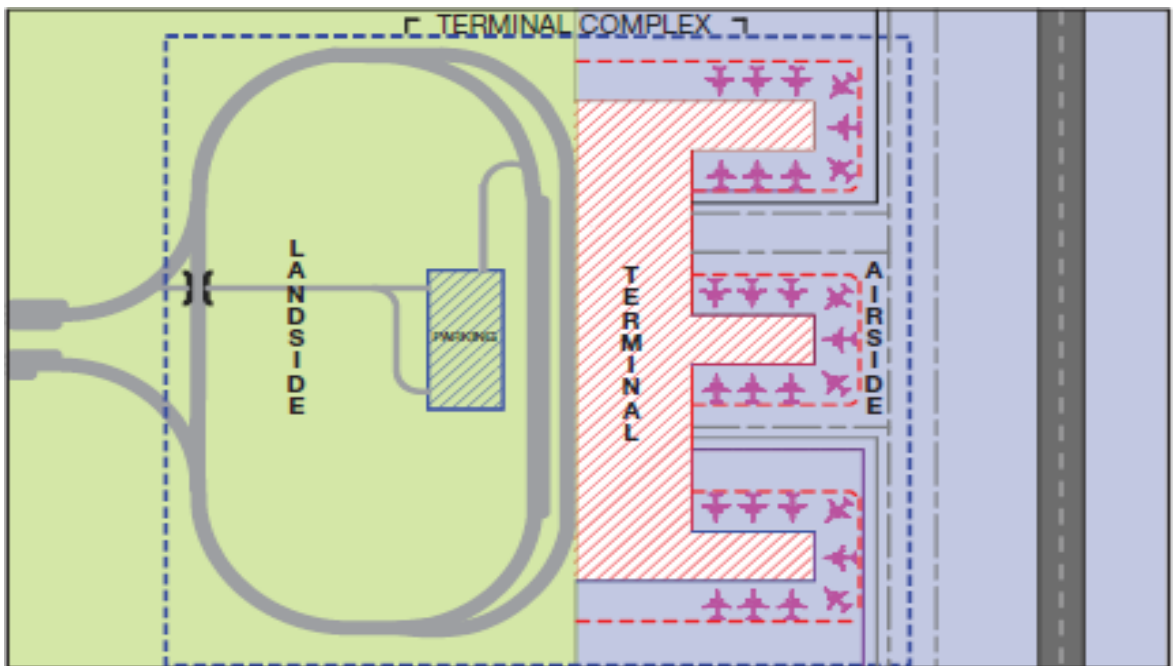 TERMINAL COMPLEX
LANDSIDE
PARKING
TERMINAL
AIRSIDE